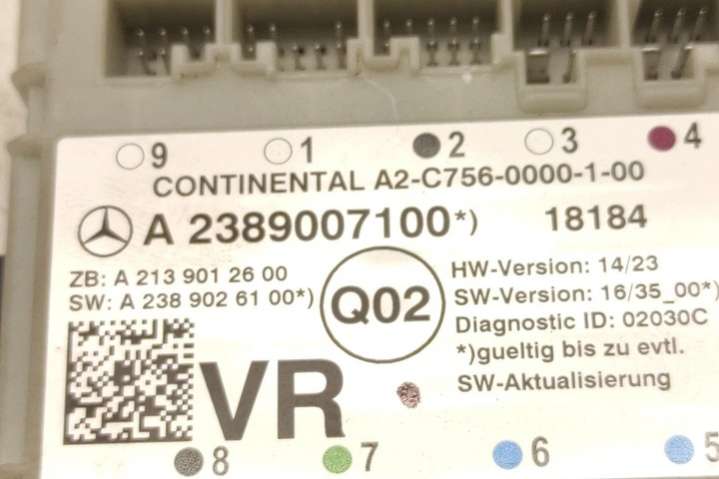 9 1 2 3 4
CONTINENTAL A2-C756-0000-1-00
A 2389007100*) 18184
ZB: A 213 901 26 00
SW: A 238 902 61 00*)
Q02
HW-Version: 14/23
SW-Version: 16/35_00*)
Diagnostic ID: 02030C
*)gueltig bis zu evtl.
SW-Aktualisierung
VR
8 7 6 5